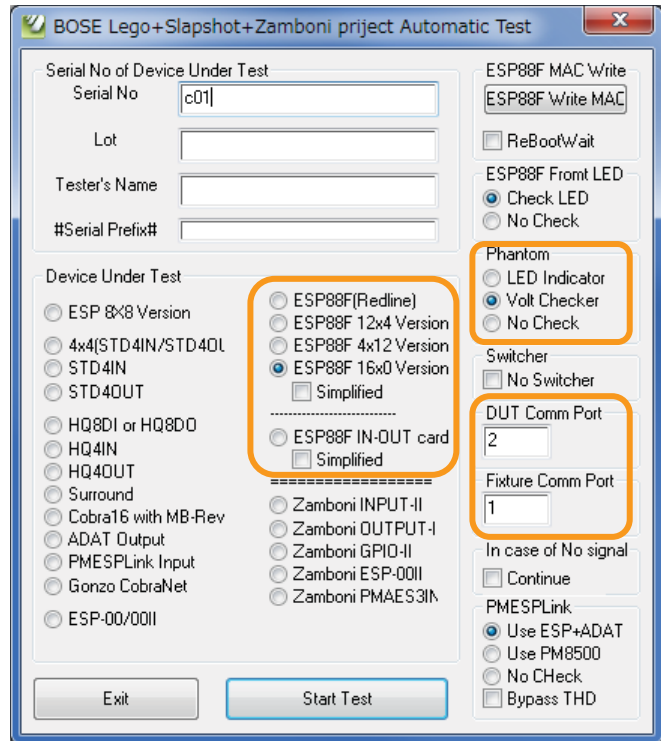 BOSE Lego+Slapshot+Zamboni priject Automatic Test
Serial No of Device Under Test
Serial No
c01
Lot
Tester's Name
#Serial Prefix#
Device Under Test
ESP 8X8 Version
4x4(STD4IN/STD4OU
STD4IN
STD4OUT
HQ8DI or HQ8DO
HQ4IN
HQ4OUT
Surround
Cobra16 with MB-Rev
ADAT Output
PMESPLink Input
Gonzo CobraNet
ESP-00/00II
ESP88F(Redline)
ESP88F 12x4 Version
ESP88F 4x12 Version
ESP88F 16x0 Version
Simplified
---------------------------
ESP88F IN-OUT card
Simplified
==================
Zamboni INPUT-II
Zamboni OUTPUT-I
Zamboni GPIO-II
Zamboni ESP-00II
Zamboni PMAES3IN
ESP88F MAC Write
ESP88F Write MAC
ReBootWait
ESP88F Fromt LED
Check LED
No Check
Phantom
LED Indicator
Volt Checker
No Check
Switcher
No Switcher
DUT Comm Port
2
Fixture Comm Port
1
In case of No signal
Continue
PMESPLink
Use ESP+ADAT
Use PM8500
No CHeck
Bypass THD
Exit
Start Test